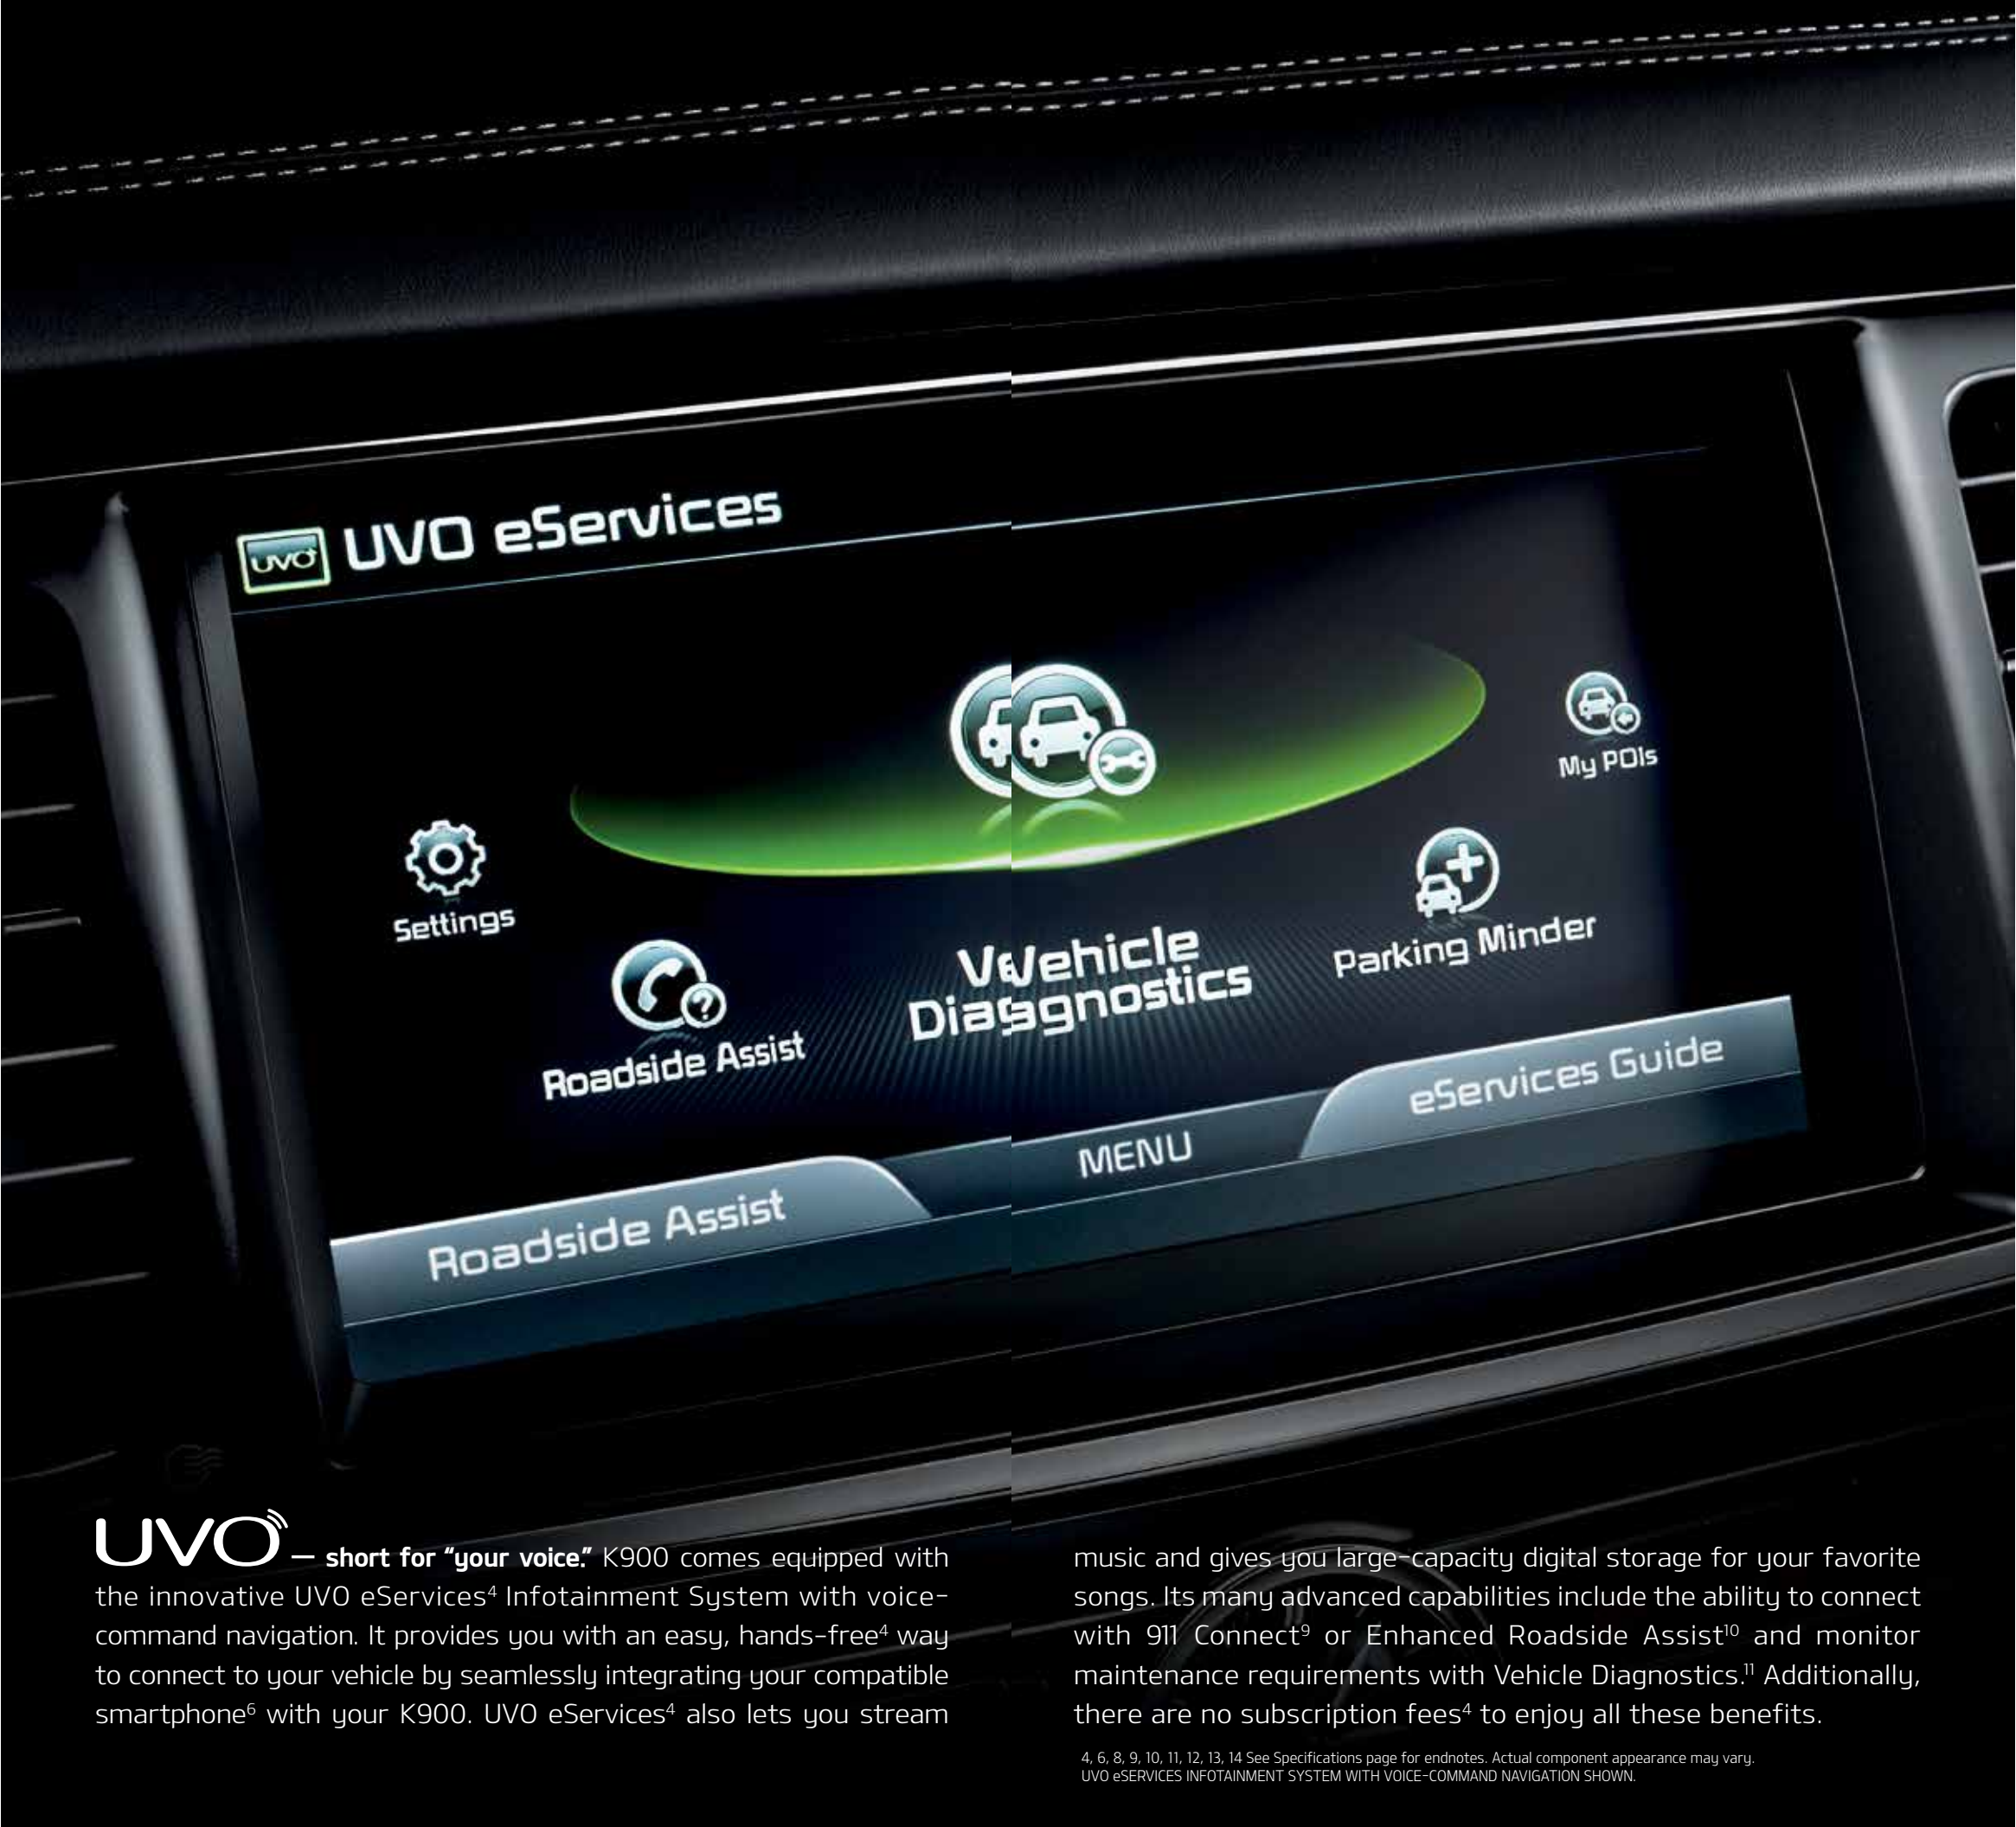 UVO UVO eServices
My POIs
Settings
Parking Minder
Vehicle
Diagnostics
Roadside Assist
eServices Guide
MENU
Roadside Assist
UVO – short for “your voice.” K900 comes equipped with
the innovative UVO eServices⁴ Infotainment System with voice-
command navigation. It provides you with an easy, hands-free⁴ way
to connect to your vehicle by seamlessly integrating your compatible
smartphone⁶ with your K900. UVO eServices⁴ also lets you stream
music and gives you large-capacity digital storage for your favorite
songs. Its many advanced capabilities include the ability to connect
with 911 Connect⁹ or Enhanced Roadside Assist¹⁰ and monitor
maintenance requirements with Vehicle Diagnostics.¹¹ Additionally,
there are no subscription fees⁴ to enjoy all these benefits.
4, 6, 8, 9, 10, 11, 12, 13, 14 See Specifications page for endnotes. Actual component appearance may vary.
UVO eSERVICES INFOTAINMENT SYSTEM WITH VOICE-COMMAND NAVIGATION SHOWN.